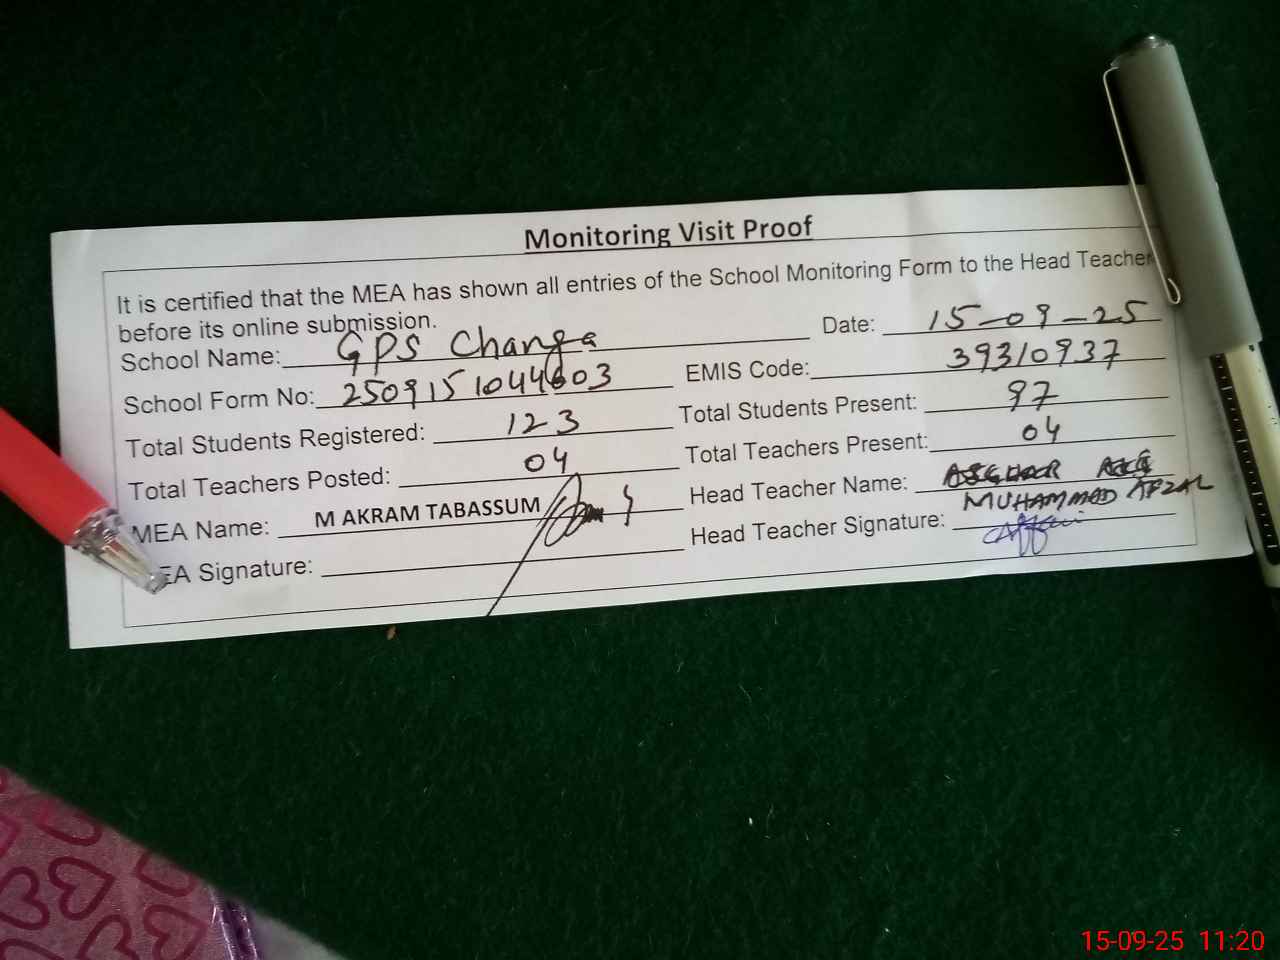 Monitoring Visit Proof
It is certified that the MEA has shown all entries of the School Monitoring Form to the Head Teacher
before its online submission.
School Name: GPS Changa Date: 15-09-25
School Form No: 2509151044603 EMIS Code: 39310937
Total Students Registered: 123 Total Students Present: 97
Total Teachers Posted: 04 Total Teachers Present: 04
MEA Name: M AKRAM TABASSUM Head Teacher Name:
MUHAMMAD AFZAL
EA Signature: Head Teacher Signature:
15-09-25 11:20